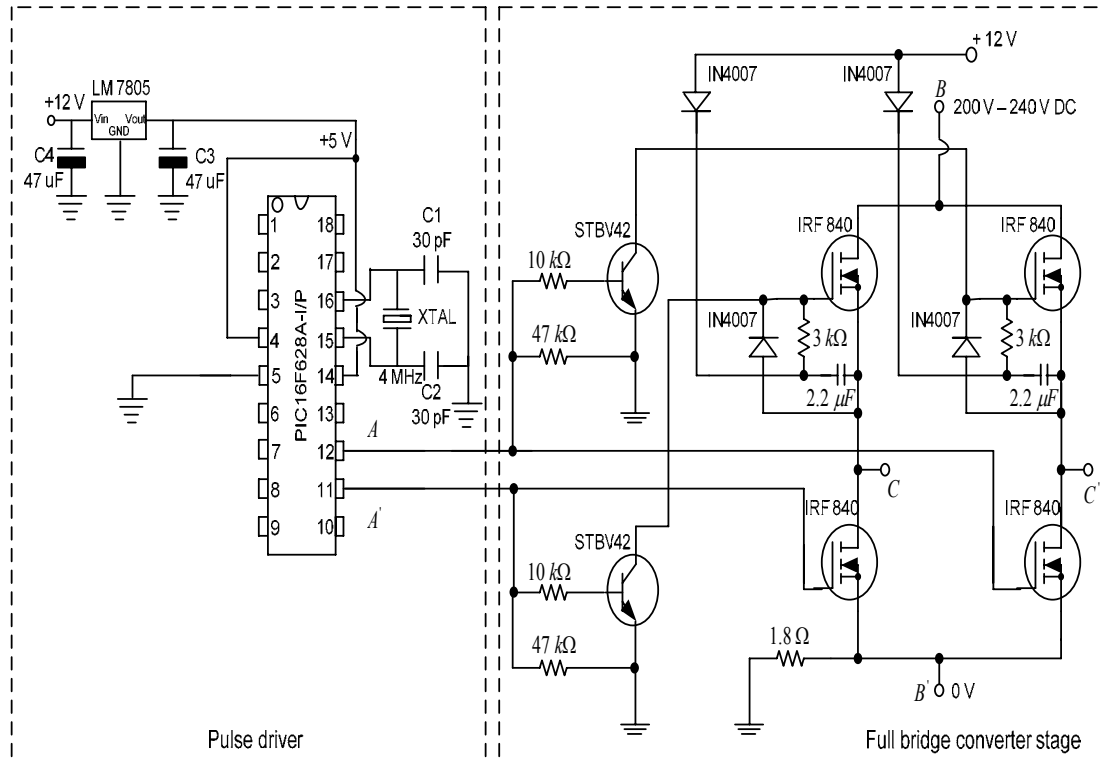 LM 7805
+12 V
Vin
Vout
GND
+5 V
C4
47 uF
C3
47 uF
1
2
3
4
5
6
7
8
9
18
17
16
15
14
13
12
11
10
PIC16F628A-I/P
C1
30 pF
XTAL
4 MHz
C2
30 pF
A
A'
Pulse driver
+12 V
IN4007
IN4007
B
200 V – 240 V DC
STBV42
10 kΩ
47 kΩ
IRF 840
IRF 840
IN4007
IN4007
3 kΩ
3 kΩ
2.2 μF
2.2 μF
C
C'
IRF 840
IRF 840
STBV42
10 kΩ
47 kΩ
1.8 Ω
B' 0 V
Full bridge converter stage